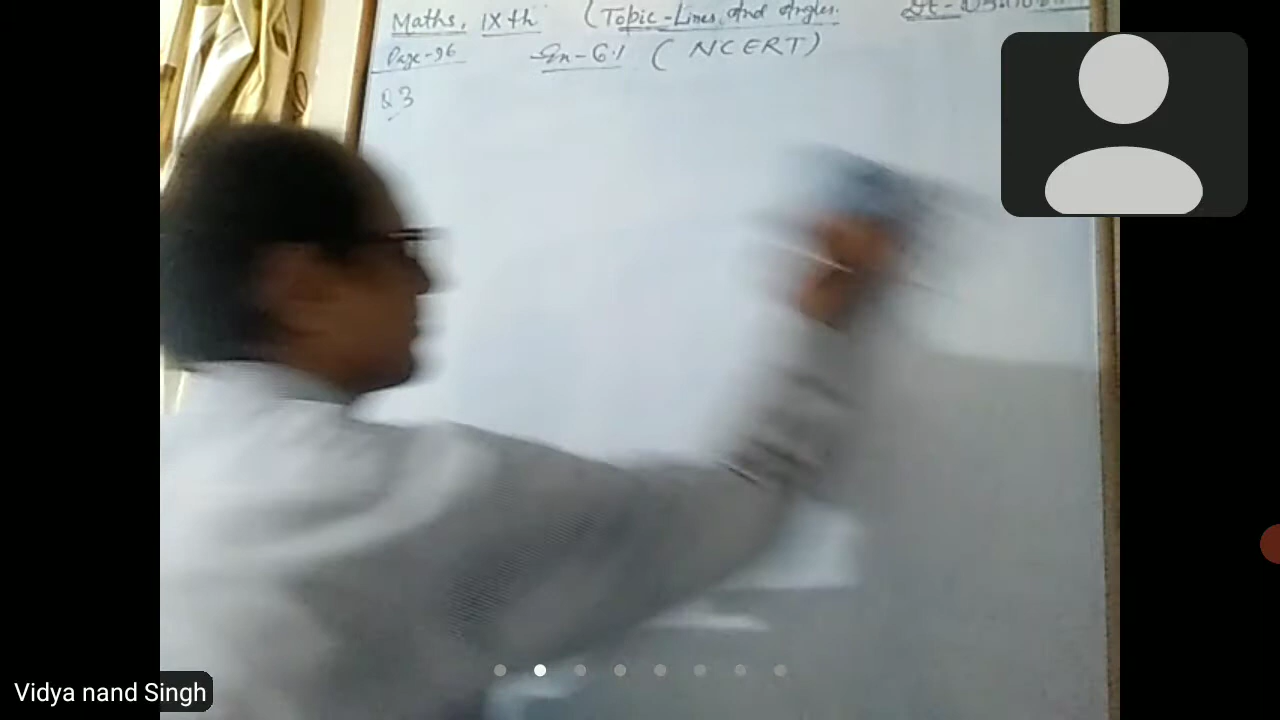 Maths, IXth (Topic-Lines, And Angles.
Page-96 Ex-6.1 (NCERT)
Q3
Vidya nand Singh